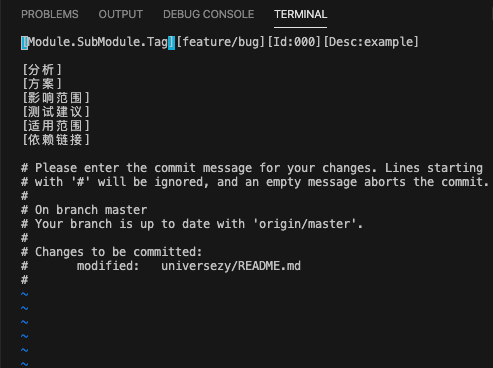 PROBLEMS OUTPUT DEBUG CONSOLE TERMINAL
[Module.SubModule.Tag][feature/bug][Id:000][Desc:example]
[分析]
[方案]
[影响范围]
[测试建议]
[适用范围]
[依赖链接]
# Please enter the commit message for your changes. Lines starting
# with '#' will be ignored, and an empty message aborts the commit.
#
# On branch master
# Your branch is up to date with 'origin/master'.
#
# Changes to be committed:
#       modified:   universezy/README.md
#
~
~
~
~
~
~